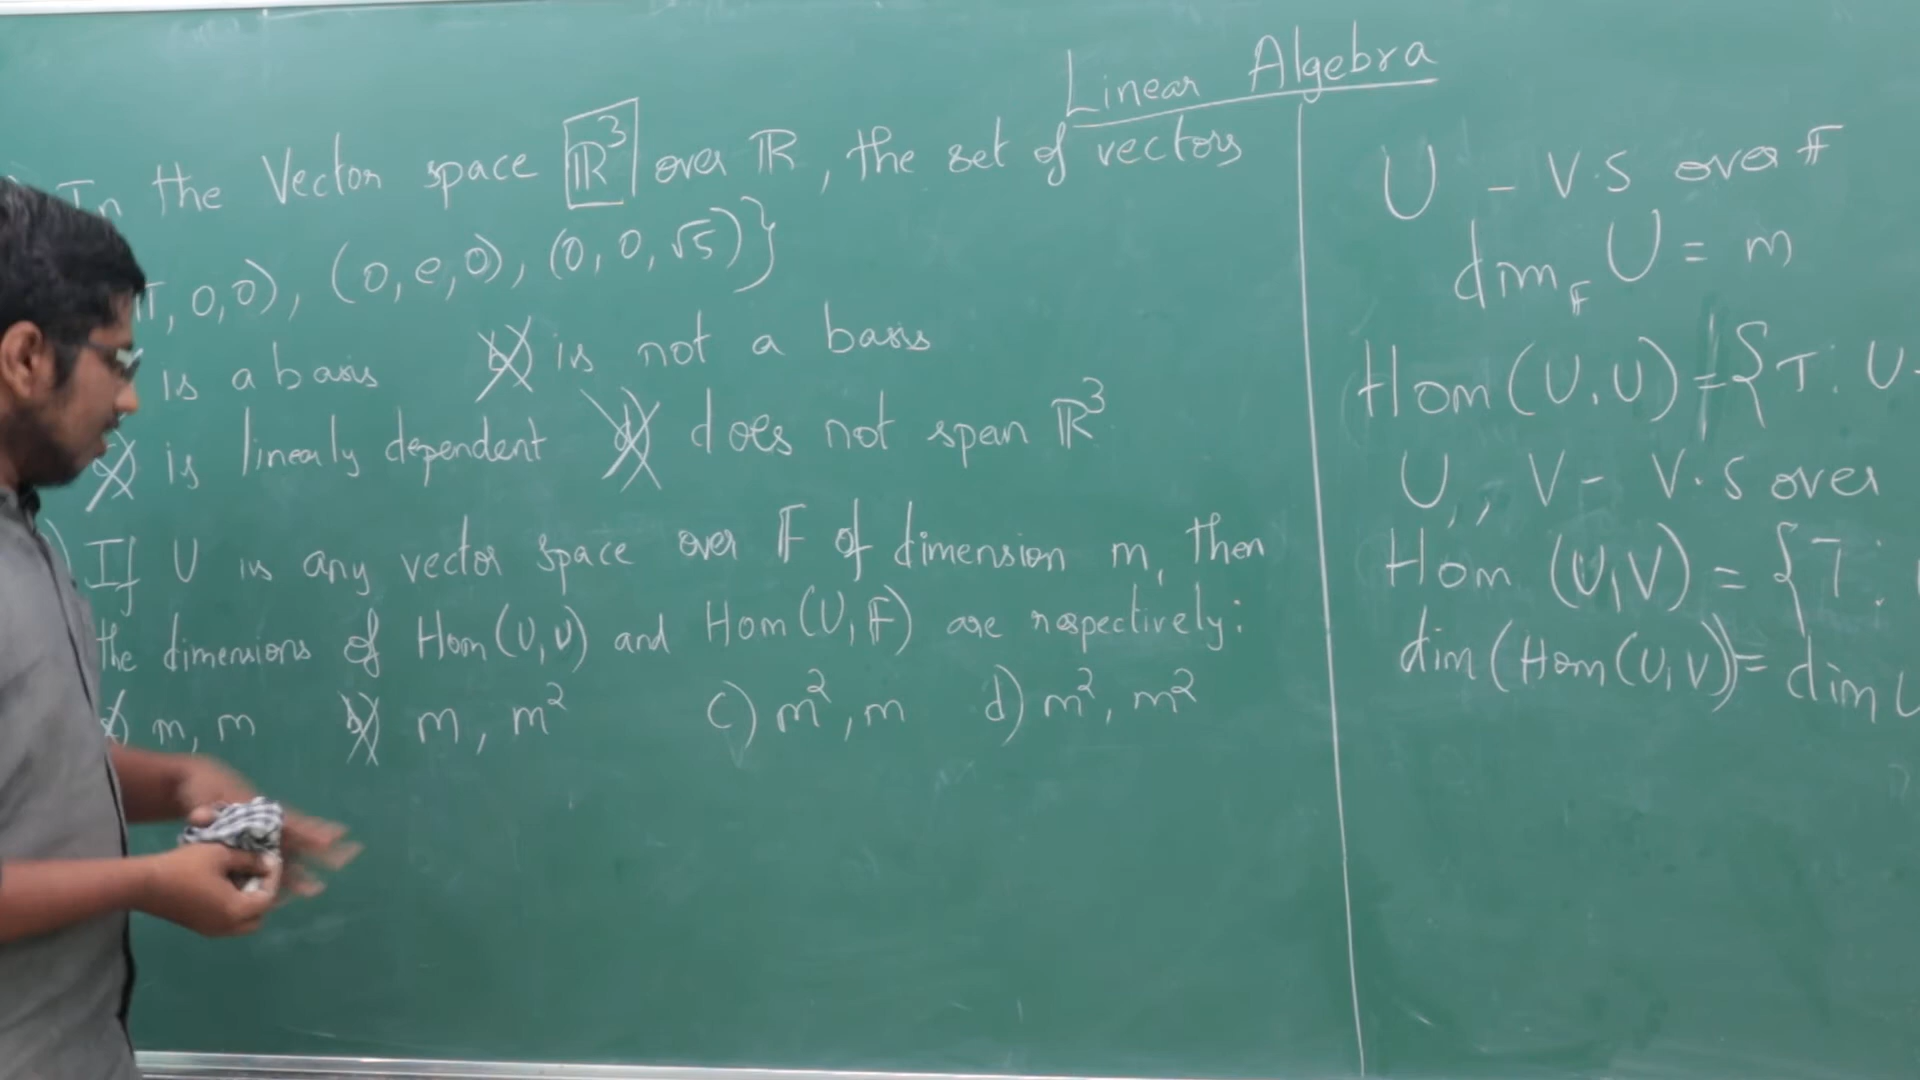 Linear Algebra
In the Vector space ℝ³ over ℝ, the set of vectors
, 0,0), (0,e,0), (0,0,√5)}
is a basis b) is not a basis
c) is linearly dependent d) does not span ℝ³
If U is any vector space over F of dimension m, then
the dimensions of Hom(U,U) and Hom(U,F) are respectively:
a) m, m b) m, m² c) m², m d) m², m²
U - V.S over F
dim_F U = m
Hom(U,U) = {T: U
U, V - V.S over
Hom (U,V) = {T:
dim(Hom(U,V)) = dim U